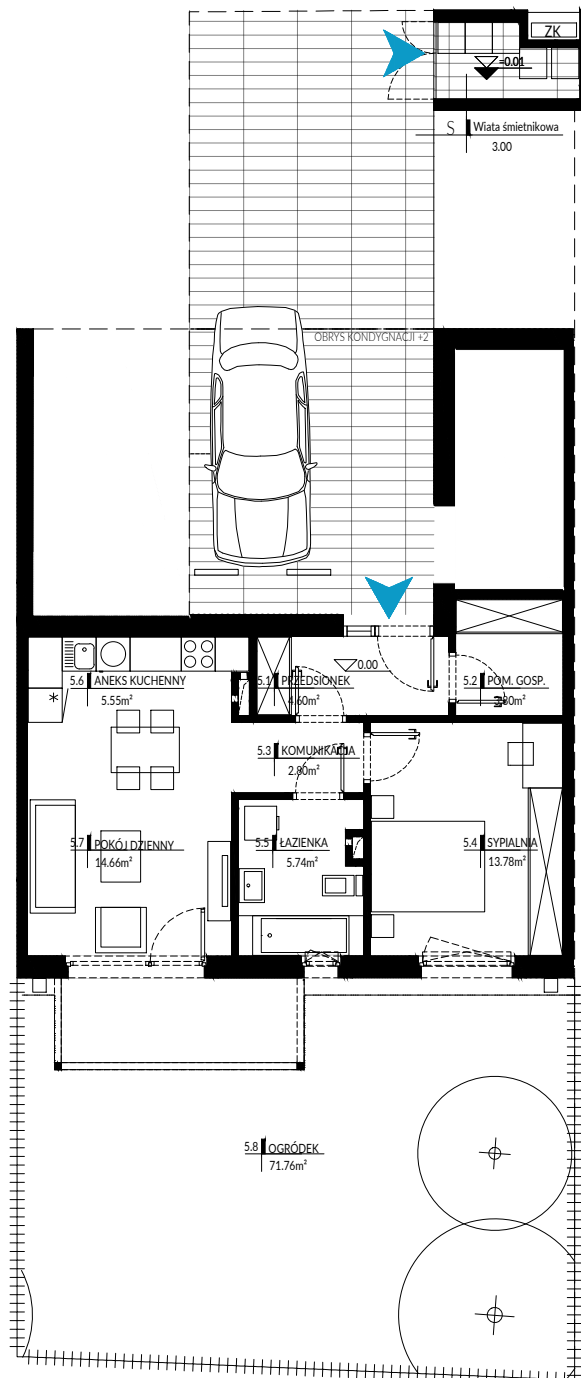 ZK
±0.01
S Wiata śmietnikowa
3.00
OBRYS KONDYGNACJI +2
0.00
5.6 ANEKS KUCHENNY
5.55m²
5.1 PRZEDSIONEK
4.60m²
5.2 POM. GOSP.
5.3 KOMUNIKACJA
2.80m²
5.7 POKÓJ DZIENNY
14.66m²
5.5 ŁAZIENKA
5.74m²
5.4 SYPIALNIA
13.78m²
5.8 OGRÓDEK
71.76m²